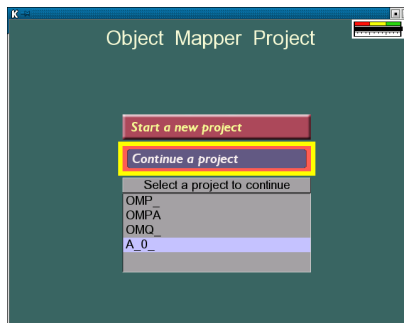 K
Object Mapper Project
Start a new project
Continue a project
Select a project to continue
OMP_
OMPA
OMQ_
A_0_